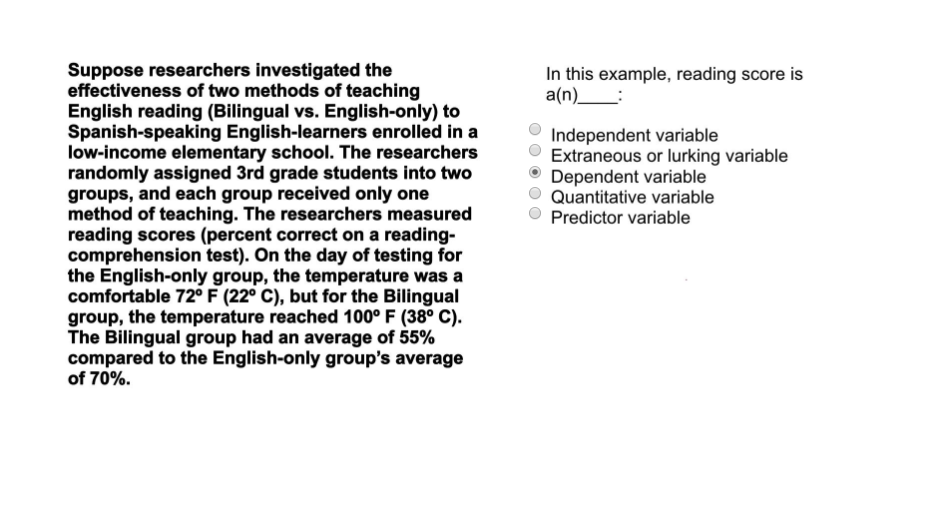 Suppose researchers investigated the
effectiveness of two methods of teaching
English reading (Bilingual vs. English-only) to
Spanish-speaking English-learners enrolled in a
low-income elementary school. The researchers
randomly assigned 3rd grade students into two
groups, and each group received only one
method of teaching. The researchers measured
reading scores (percent correct on a reading-
comprehension test). On the day of testing for
the English-only group, the temperature was a
comfortable 72º F (22º C), but for the Bilingual
group, the temperature reached 100º F (38º C).
The Bilingual group had an average of 55%
compared to the English-only group’s average
of 70%.
In this example, reading score is
a(n)____:
Independent variable
Extraneous or lurking variable
Dependent variable
Quantitative variable
Predictor variable